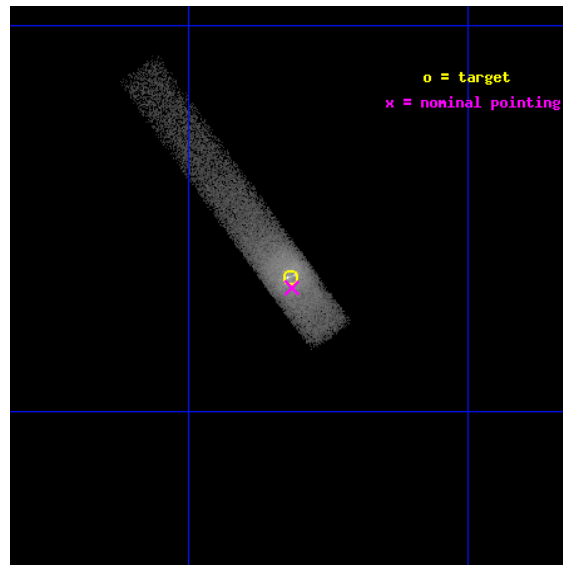 o = target
x = nominal pointing